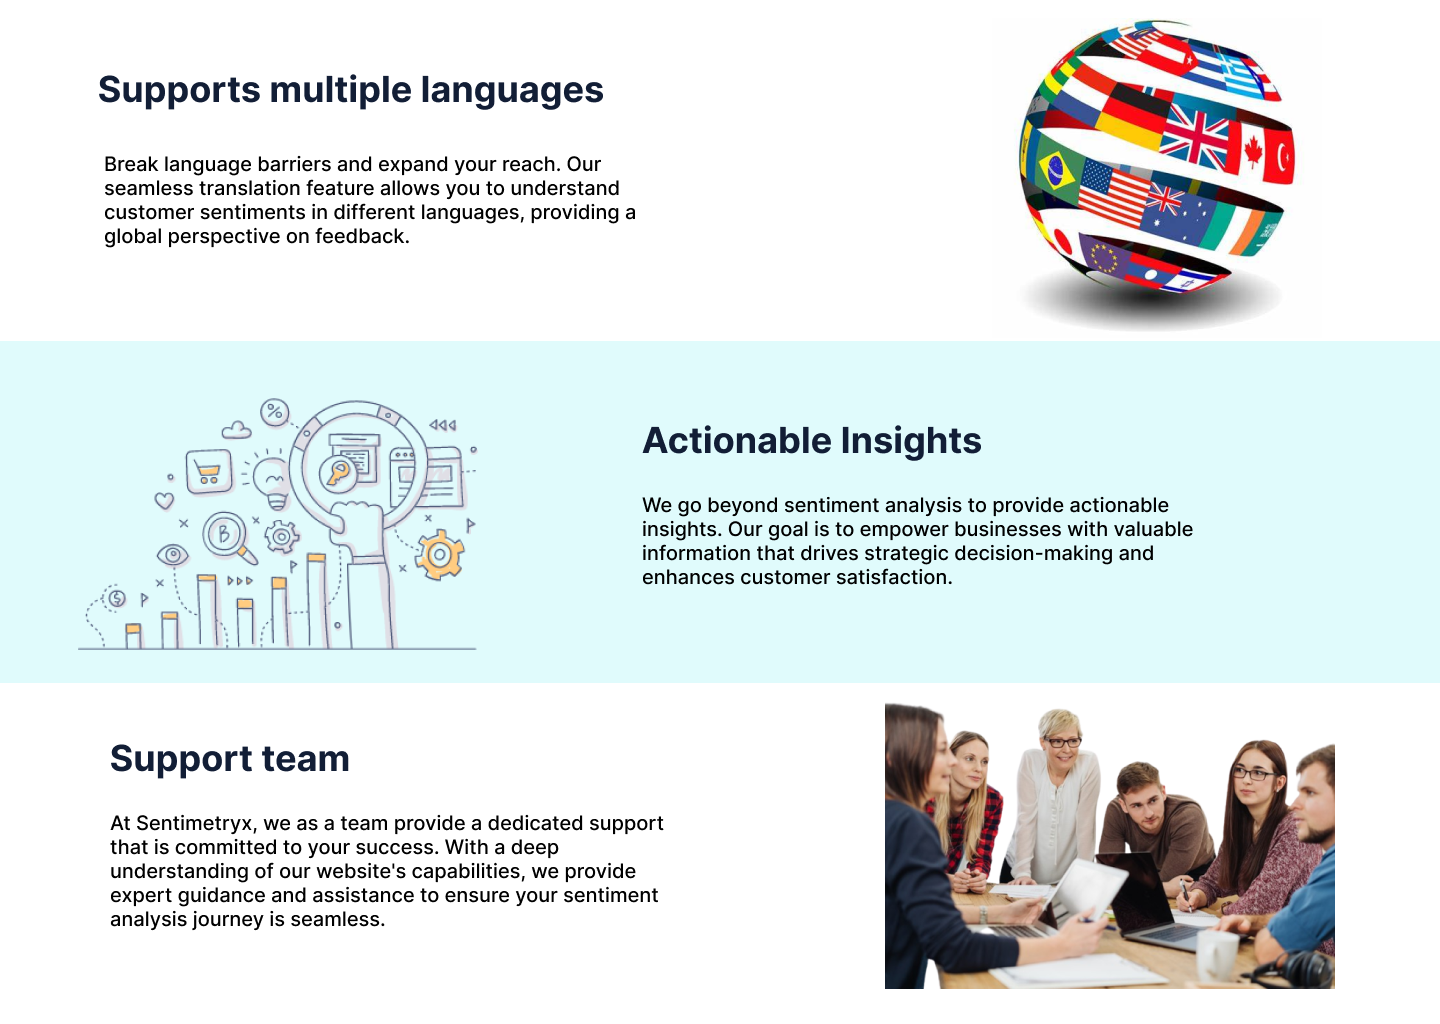 Supports multiple languages
Break language barriers and expand your reach. Our
seamless translation feature allows you to understand
customer sentiments in different languages, providing a
global perspective on feedback.
Actionable Insights
We go beyond sentiment analysis to provide actionable
insights. Our goal is to empower businesses with valuable
information that drives strategic decision-making and
enhances customer satisfaction.
Support team
At Sentimetryx, we as a team provide a dedicated support
that is committed to your success. With a deep
understanding of our website's capabilities, we provide
expert guidance and assistance to ensure your sentiment
analysis journey is seamless.